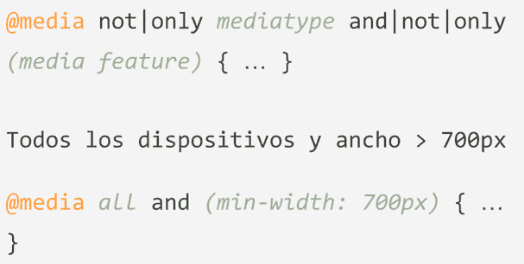 @media not|only mediatype and|not|only
(media feature) { … }
Todos los dispositivos y ancho > 700px
@media all and (min-width: 700px) { …
}